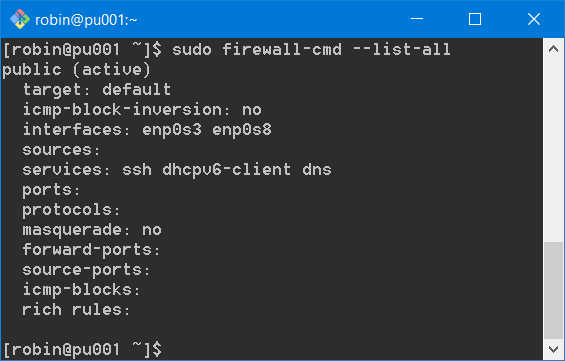 robin@pu001:~
[robin@pu001 ~]$ sudo firewall-cmd --list-all
public (active)
  target: default
  icmp-block-inversion: no
  interfaces: enp0s3 enp0s8
  sources:
  services: ssh dhcpv6-client dns
  ports:
  protocols:
  masquerade: no
  forward-ports:
  source-ports:
  icmp-blocks:
  rich rules:
[robin@pu001 ~]$